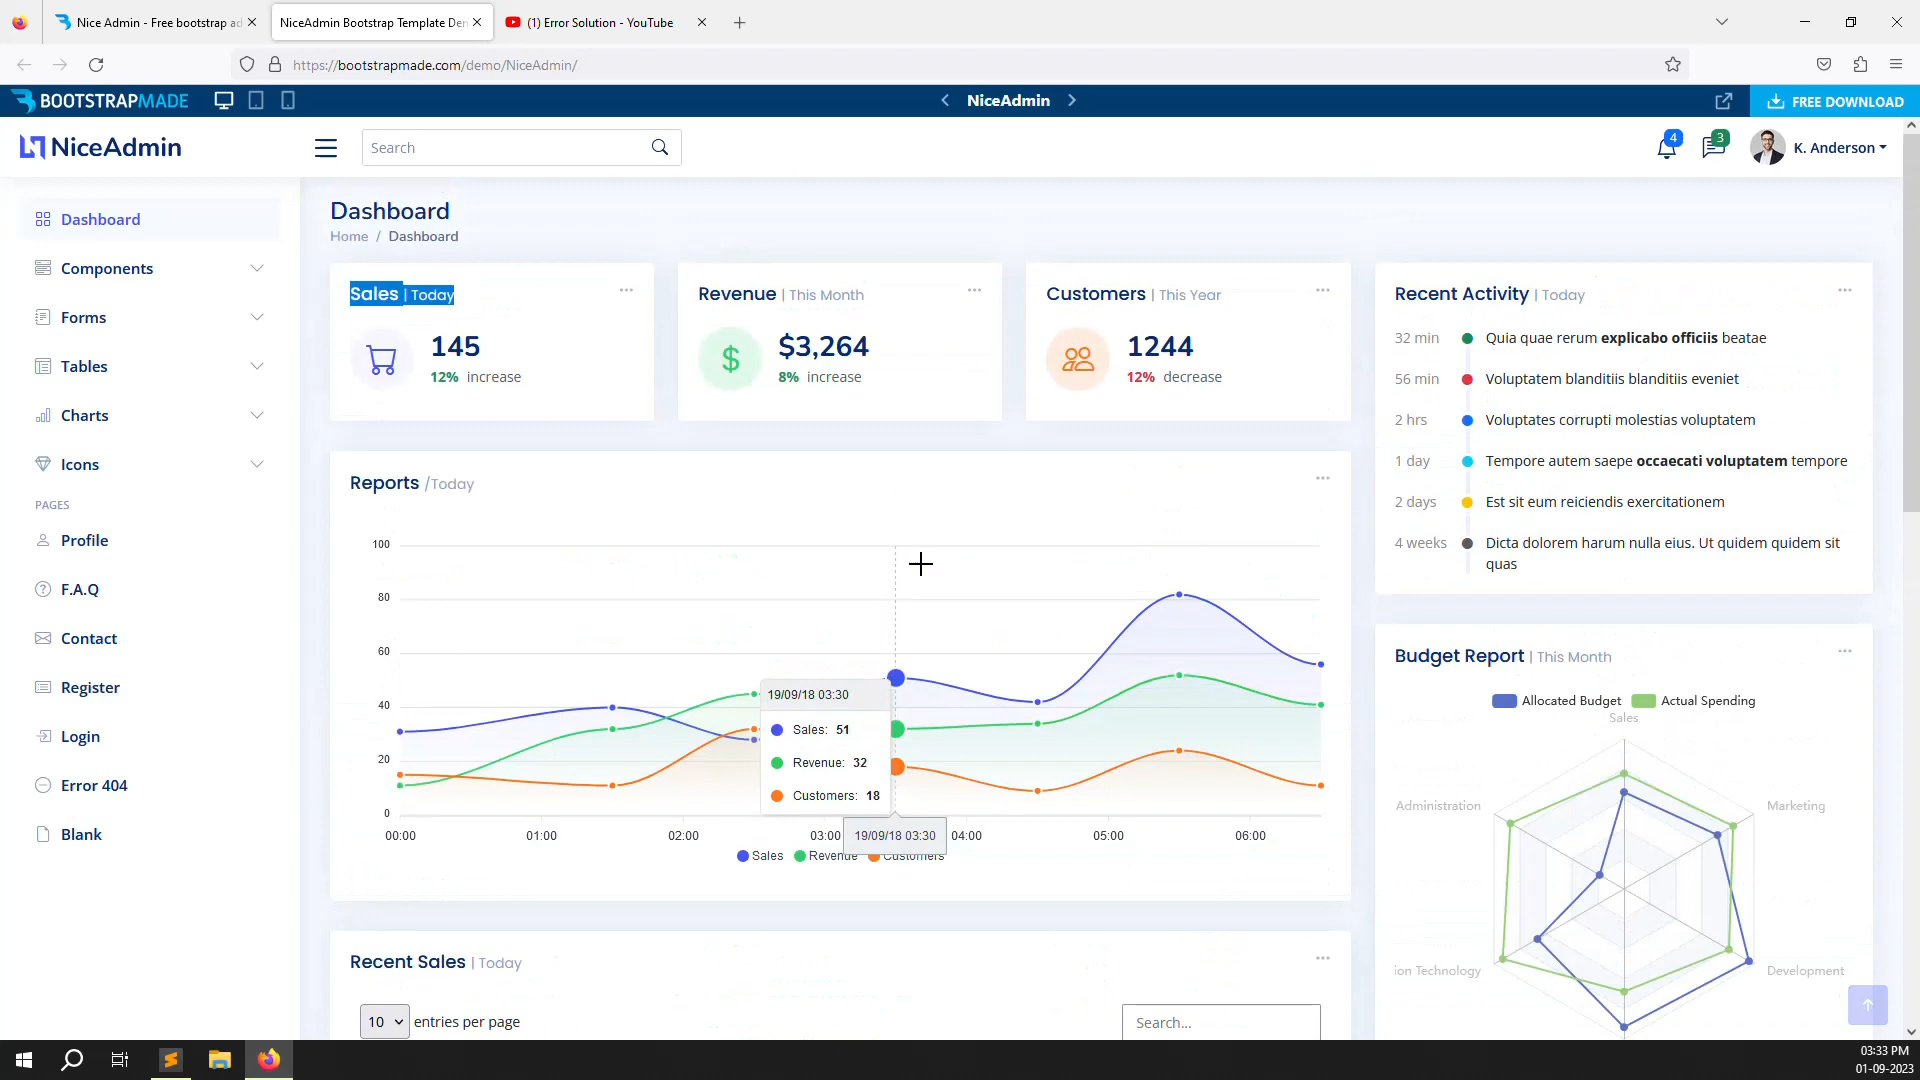 Nice Admin - Free bootstrap ad
NiceAdmin Bootstrap Template Den
(1) Error Solution - YouTube
https://bootstrapmade.com/demo/NiceAdmin/
BOOTSTRAPMADE
NiceAdmin
FREE DOWNLOAD
NiceAdmin
Search
4
3
K. Anderson
Dashboard
Components
Forms
Tables
Charts
Icons
PAGES
Profile
F.A.Q
Contact
Register
Login
Error 404
Blank
Dashboard
Home / Dashboard
Sales | Today
145
12% increase
Revenue | This Month
$
$3,264
8% increase
Customers | This Year
1244
12% decrease
Reports /Today
100
80
60
40
20
0
19/09/18 03:30
Sales: 51
Revenue: 32
Customers: 18
00:00
01:00
02:00
03:00
19/09/18 03:30
04:00
05:00
06:00
Sales
Revenue
Customers
Recent Sales | Today
10 entries per page
Search...
Recent Activity | Today
32 min Quia quae rerum explicabo officiis beatae
56 min Voluptatem blanditiis blanditiis eveniet
2 hrs Voluptates corrupti molestias voluptatem
1 day Tempore autem saepe occaecati voluptatem tempore
2 days Est sit eum reiciendis exercitationem
4 weeks Dicta dolorem harum nulla eius. Ut quidem quidem sit
quas
Budget Report | This Month
Allocated Budget Actual Spending
Sales
Administration
Marketing
ion Technology
Development
03:33 PM
01-09-2023